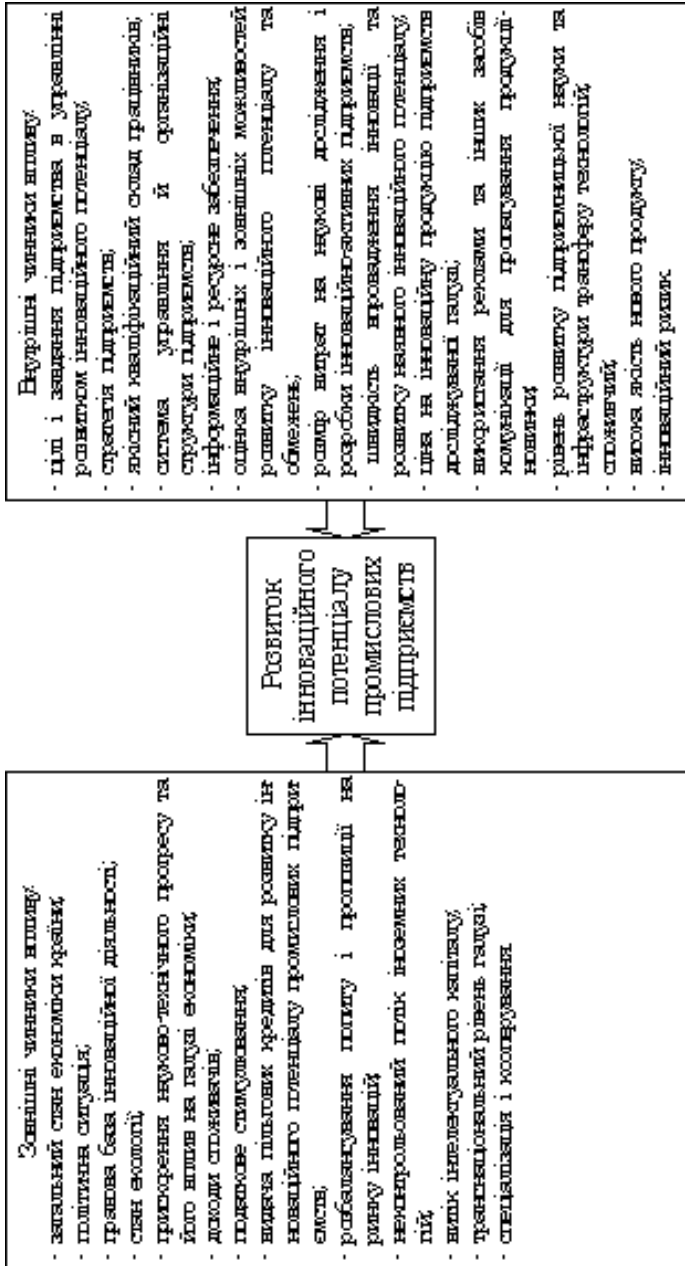 Зовнішні чинники впливу:
- загальний стан економіки країни;
- політична ситуація;
- правова база інноваційної діяльності;
- стан екології;
- прискорення науково-технічного прогресу та
його вплив на галузі економіки;
- доходи споживачів;
- податкове стимулювання;
- видача пільгових кредитів для розвитку ін-
новаційного потенціалу промислових підпри-
ємств;
- розбалансування попиту і пропозиції на
ринку інновацій;
- неконтрольований потік іноземних техноло-
гій;
- витік інтелектуального капіталу;
- транснаціональний рівень галузі;
- спеціалізація і кооперування
Розвиток
інноваційного
потенціалу
промислових
підприємств
Внутрішні чинники впливу:
- цілі і завдання підприємства в управлінні
розвитком інноваційного потенціалу;
- стратегія підприємств;
- якісний кваліфікаційний склад працівників;
- система управління й організаційні
структури підприємств;
- інформаційне і ресурсне забезпечення;
- оцінка внутрішніх і зовнішніх можливостей
розвитку інноваційного потенціалу та
обмежень;
- розмір витрат на наукові дослідження і
розробки інноваційно-активних підприємств;
- швидкість впровадження інновації та
розвитку наявного інноваційного потенціалу;
- ціна на інноваційну продукцію підприємств
досліджуваної галузі;
- використання реклами та інших засобів
комунікації для пропагування продукції-
новинки;
- рівень розвитку підприємницької науки та
інфраструктури трансферу технологій;
- споживчий;
- висока якість нового продукту;
- інноваційний ризик